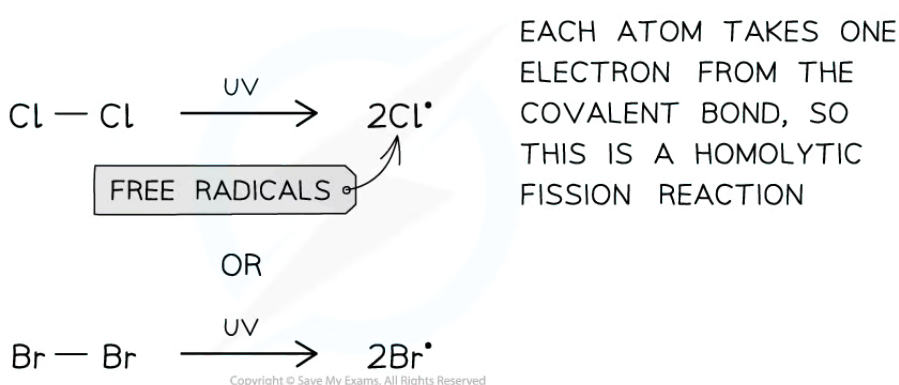 EACH ATOM TAKES ONE
ELECTRON FROM THE
COVALENT BOND, SO
THIS IS A HOMOLYTIC
FISSION REACTION
UV
Cl — Cl → 2Cl•
FREE RADICALS
OR
UV
Br — Br → 2Br•
Copyright © Save My Exams. All Rights Reserved